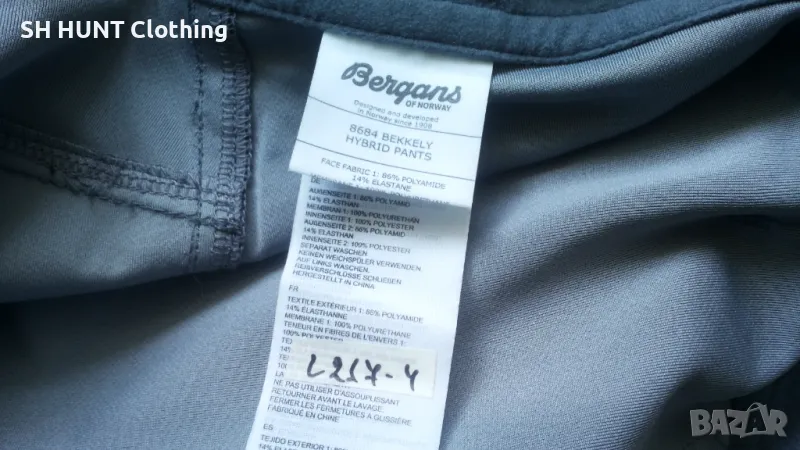 SH HUNT Clothing
Bergans
OF NORWAY
Designed and developed
in Norway since 1908
8684 BEKKELY
HYBRID PANTS
FACE FABRIC 1: 86% POLYAMIDE
14% ELASTANE
AUßENSEITE 1: 86% POLYAMID
14% ELASTHAN
MEMBRAN 1: 100% POLYURETHAN
INNENSEITE 1: 100% POLYESTER
AUßENSEITE 2: 86% POLYAMID
14% ELASTHAN
INNENSEITE 2: 100% POLYESTER
SEPARAT WASCHEN
KEINEN WEICHSPÜLER VERWENDEN.
AUF LINKS WASCHEN.
REIßVERSCHLÜSSE SCHLIEßEN
HERGESTELLT IN CHINA
FR
TEXTILE EXTÉRIEUR 1: 86% POLYAMIDE
14% ÉLASTHANNE
MEMBRANE 1: 100% POLYURÉTHANE
TENEUR EN FIBRES DE L'ENVERS 1:
100% POLYESTER
L217-4
NE PAS UTILISER D'ASSOUPLISSANT
RETOURNER AVANT LE LAVAGE.
FERMER LES FERMETURES À GLISSIÈRE
FABRIQUÉ EN CHINE
ES
TEJIDO EXTERIOR 1:
14% ELA
BAZAR